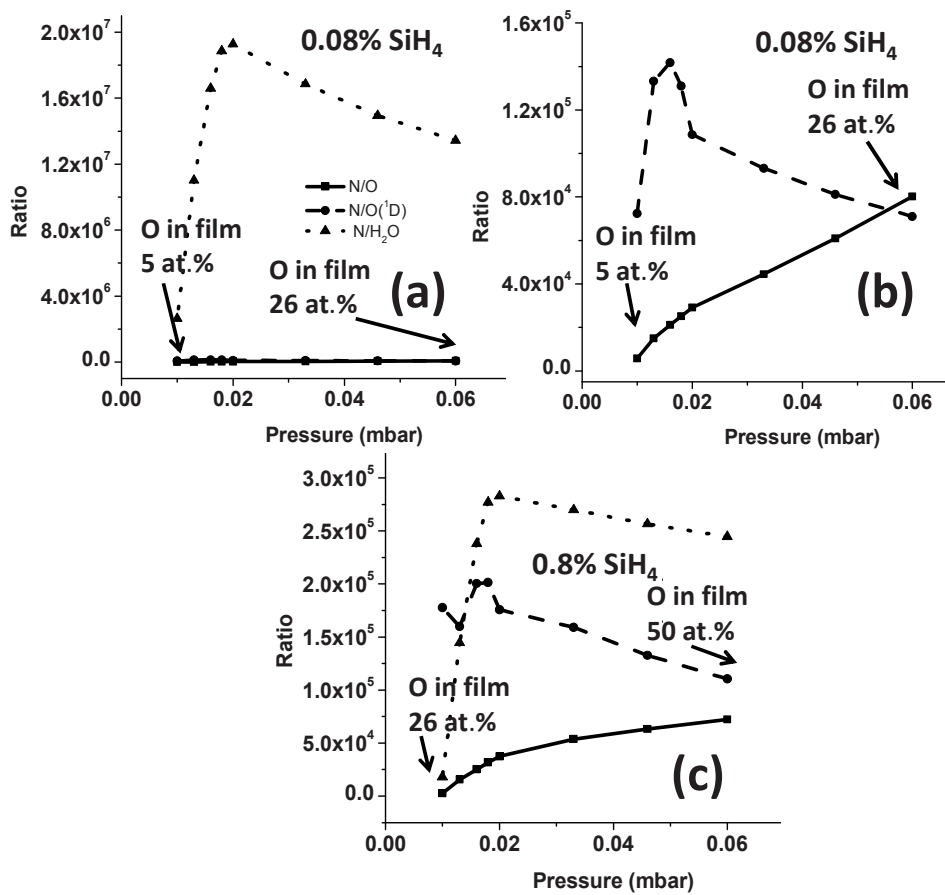 (a)
0.08% SiH4
2.0x10^7
1.6x10^7
1.2x10^7
8.0x10^6
4.0x10^6
0.0
Ratio
N/O
N/O(^1D)
N/H2O
O in film
5 at.%
O in film
26 at.%
(a)
0.00 0.02 0.04 0.06
Pressure (mbar)
(b)
0.08% SiH4
1.6x10^5
1.2x10^5
8.0x10^4
4.0x10^4
0.0
Ratio
O in film
26 at.%
O in film
5 at.%
(b)
0.00 0.02 0.04 0.06
Pressure (mbar)
(c)
3.0x10^5
2.5x10^5
2.0x10^5
1.5x10^5
1.0x10^5
5.0x10^4
0.0
Ratio
0.8% SiH4
O in film
50 at.%
O in film
26 at.%
(c)
0.00 0.02 0.04 0.06
Pressure (mbar)